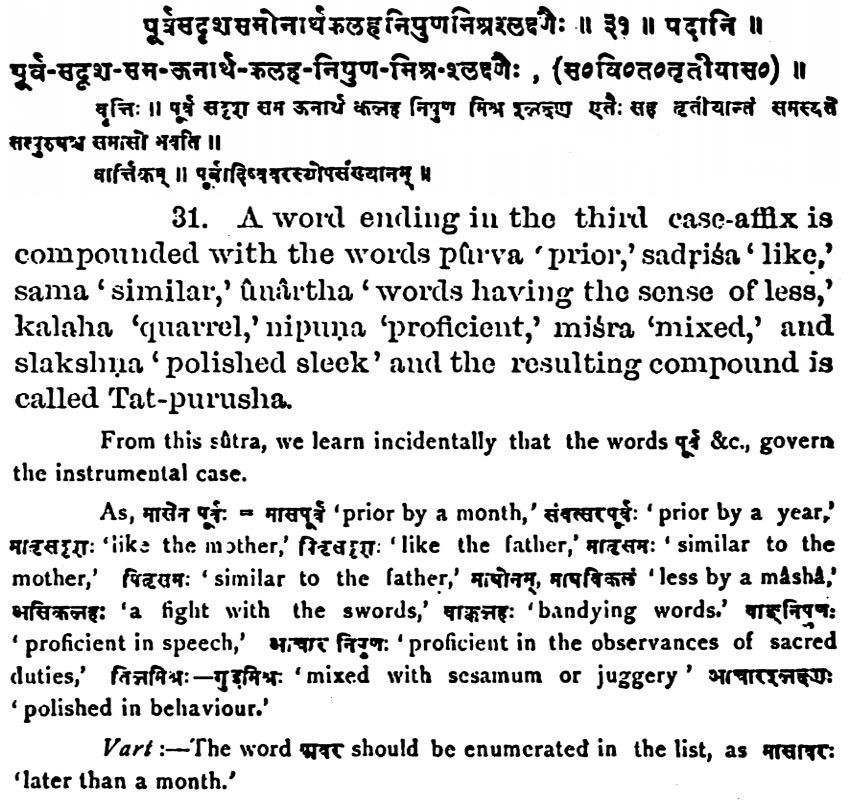 पूर्वसदृशसमोनार्थकलहनिपुणमिश्रश्लक्ष्णैः ॥ ३१ ॥ पदानि ॥
पूर्व-सदृश-सम-ऊनार्थ-कलह-निपुण-मिश्र-श्लक्ष्णैः , (स०वि०त०तृतीयास०) ॥
वृत्तिः ॥ पूर्व सदृश सम ऊनार्थ कलह निपुण मिश्र श्लक्ष्ण एतैः सह तृतीयान्तं समस्यते
तत्पुरुषश्च समासो भवति ॥
वार्त्तिकम् ॥ पूर्वादिष्ववरस्योपसंख्यानम् ॥
31. A word ending in the third case-affix is
compounded with the words pûrva 'prior,' sadṛiśa 'like,'
sama 'similar,' ûnârtha 'words having the sense of less,'
kalaha 'quarrel,' nipuṇa 'proficient,' miśra 'mixed,' and
slakshṇa 'polished sleek' and the resulting compound is
called Tat-purusha.
From this sûtra, we learn incidentally that the words पूर्व &c., govern
the instrumental case.
As, मासेन पूर्वः = मासपूर्व 'prior by a month,' संवत्सरपूर्वः 'prior by a year,'
मातृसदृशः 'like the mother,' पितृसदृशः 'like the father,' मातृसमः 'similar to the
mother,' पितृसमः 'similar to the father,' माषोनम्, माषविकलं 'less by a mâshâ,'
असिकलहः 'a fight with the swords,' वाक्कलहः 'bandying words.' वाङ्निपुणः
'proficient in speech,' आचार निपुणः 'proficient in the observances of sacred
duties,' तिलमिश्रः—गुडमिश्रः 'mixed with sesamum or juggery' आचारश्लक्ष्णः
'polished in behaviour.'
Vart :—The word अवर should be enumerated in the list, as मासावरः
'later than a month.'